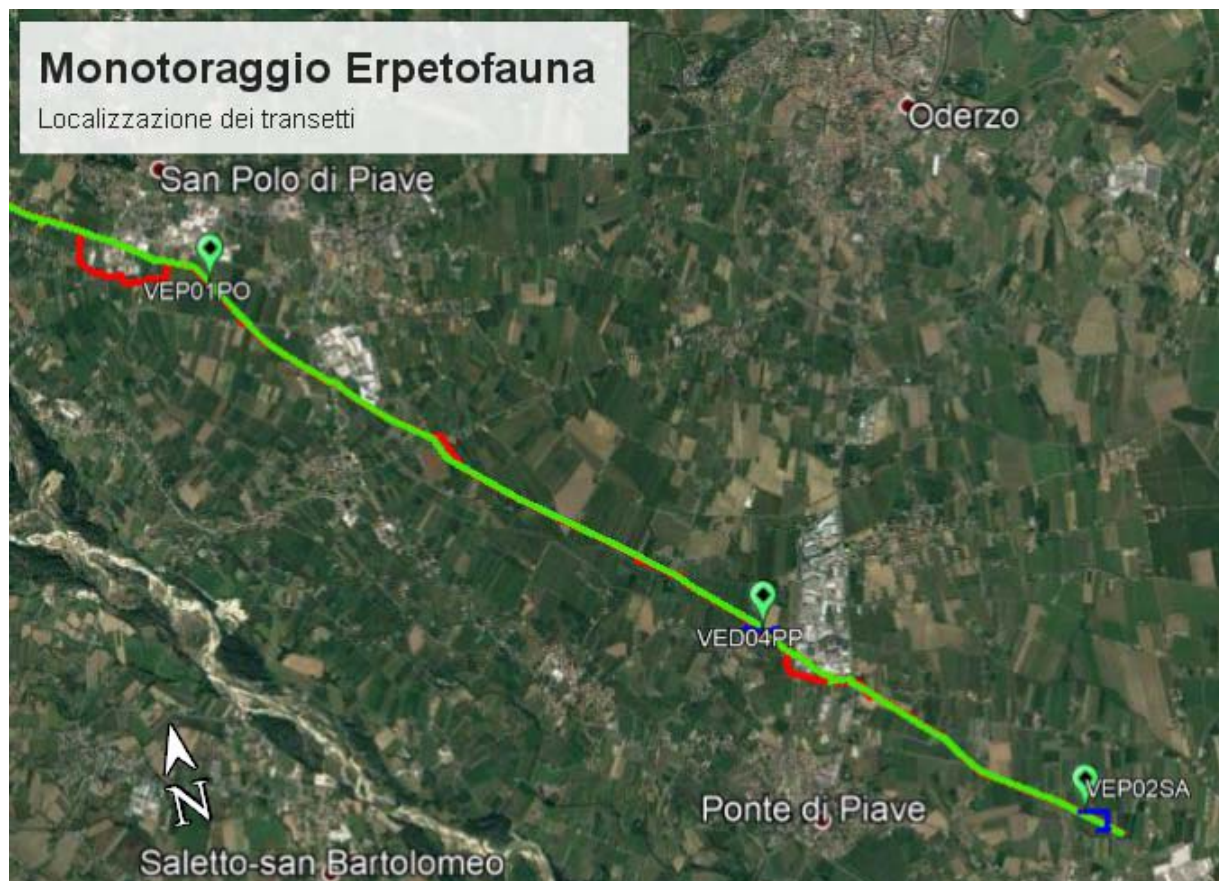 Monotoraggio Erpetofauna
Localizzazione dei transetti
Oderzo
San Polo di Piave
VEP01PO
VED04PP
VEP02SA
Ponte di Piave
N
Saletto-san Bartolomeo